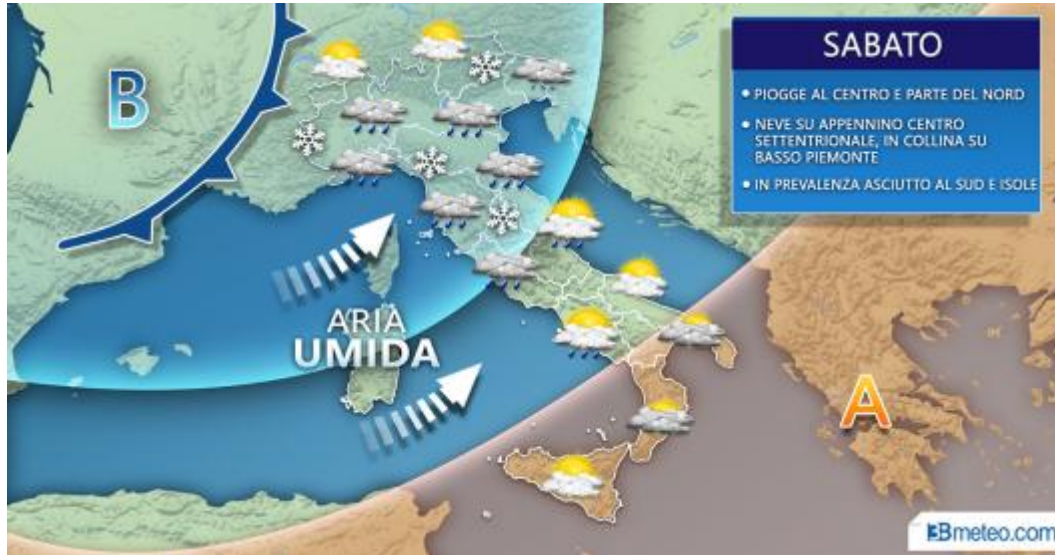 SABATO
• PIOGGE AL CENTRO E PARTE DEL NORD
• NEVE SU APPENNINO CENTRO
SETTENTRIONALE, IN COLLINA SU
BASSO PIEMONTE
• IN PREVALENZA ASCIUTTO AL SUD E ISOLE
B
ARIA
UMIDA
A
3Bmeteo.com